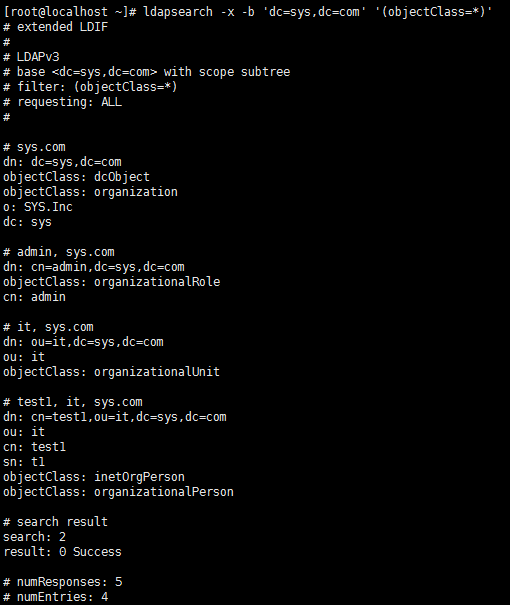 [root@localhost ~]# ldapsearch -x -b 'dc=sys,dc=com' '(objectClass=*)'
# extended LDIF
#
# LDAPv3
# base <dc=sys,dc=com> with scope subtree
# filter: (objectClass=*)
# requesting: ALL
#
# sys.com
dn: dc=sys,dc=com
objectClass: dcObject
objectClass: organization
o: SYS.Inc
dc: sys
# admin, sys.com
dn: cn=admin,dc=sys,dc=com
objectClass: organizationalRole
cn: admin
# it, sys.com
dn: ou=it,dc=sys,dc=com
ou: it
objectClass: organizationalUnit
# test1, it, sys.com
dn: cn=test1,ou=it,dc=sys,dc=com
ou: it
cn: test1
sn: t1
objectClass: inetOrgPerson
objectClass: organizationalPerson
# search result
search: 2
result: 0 Success
# numResponses: 5
# numEntries: 4